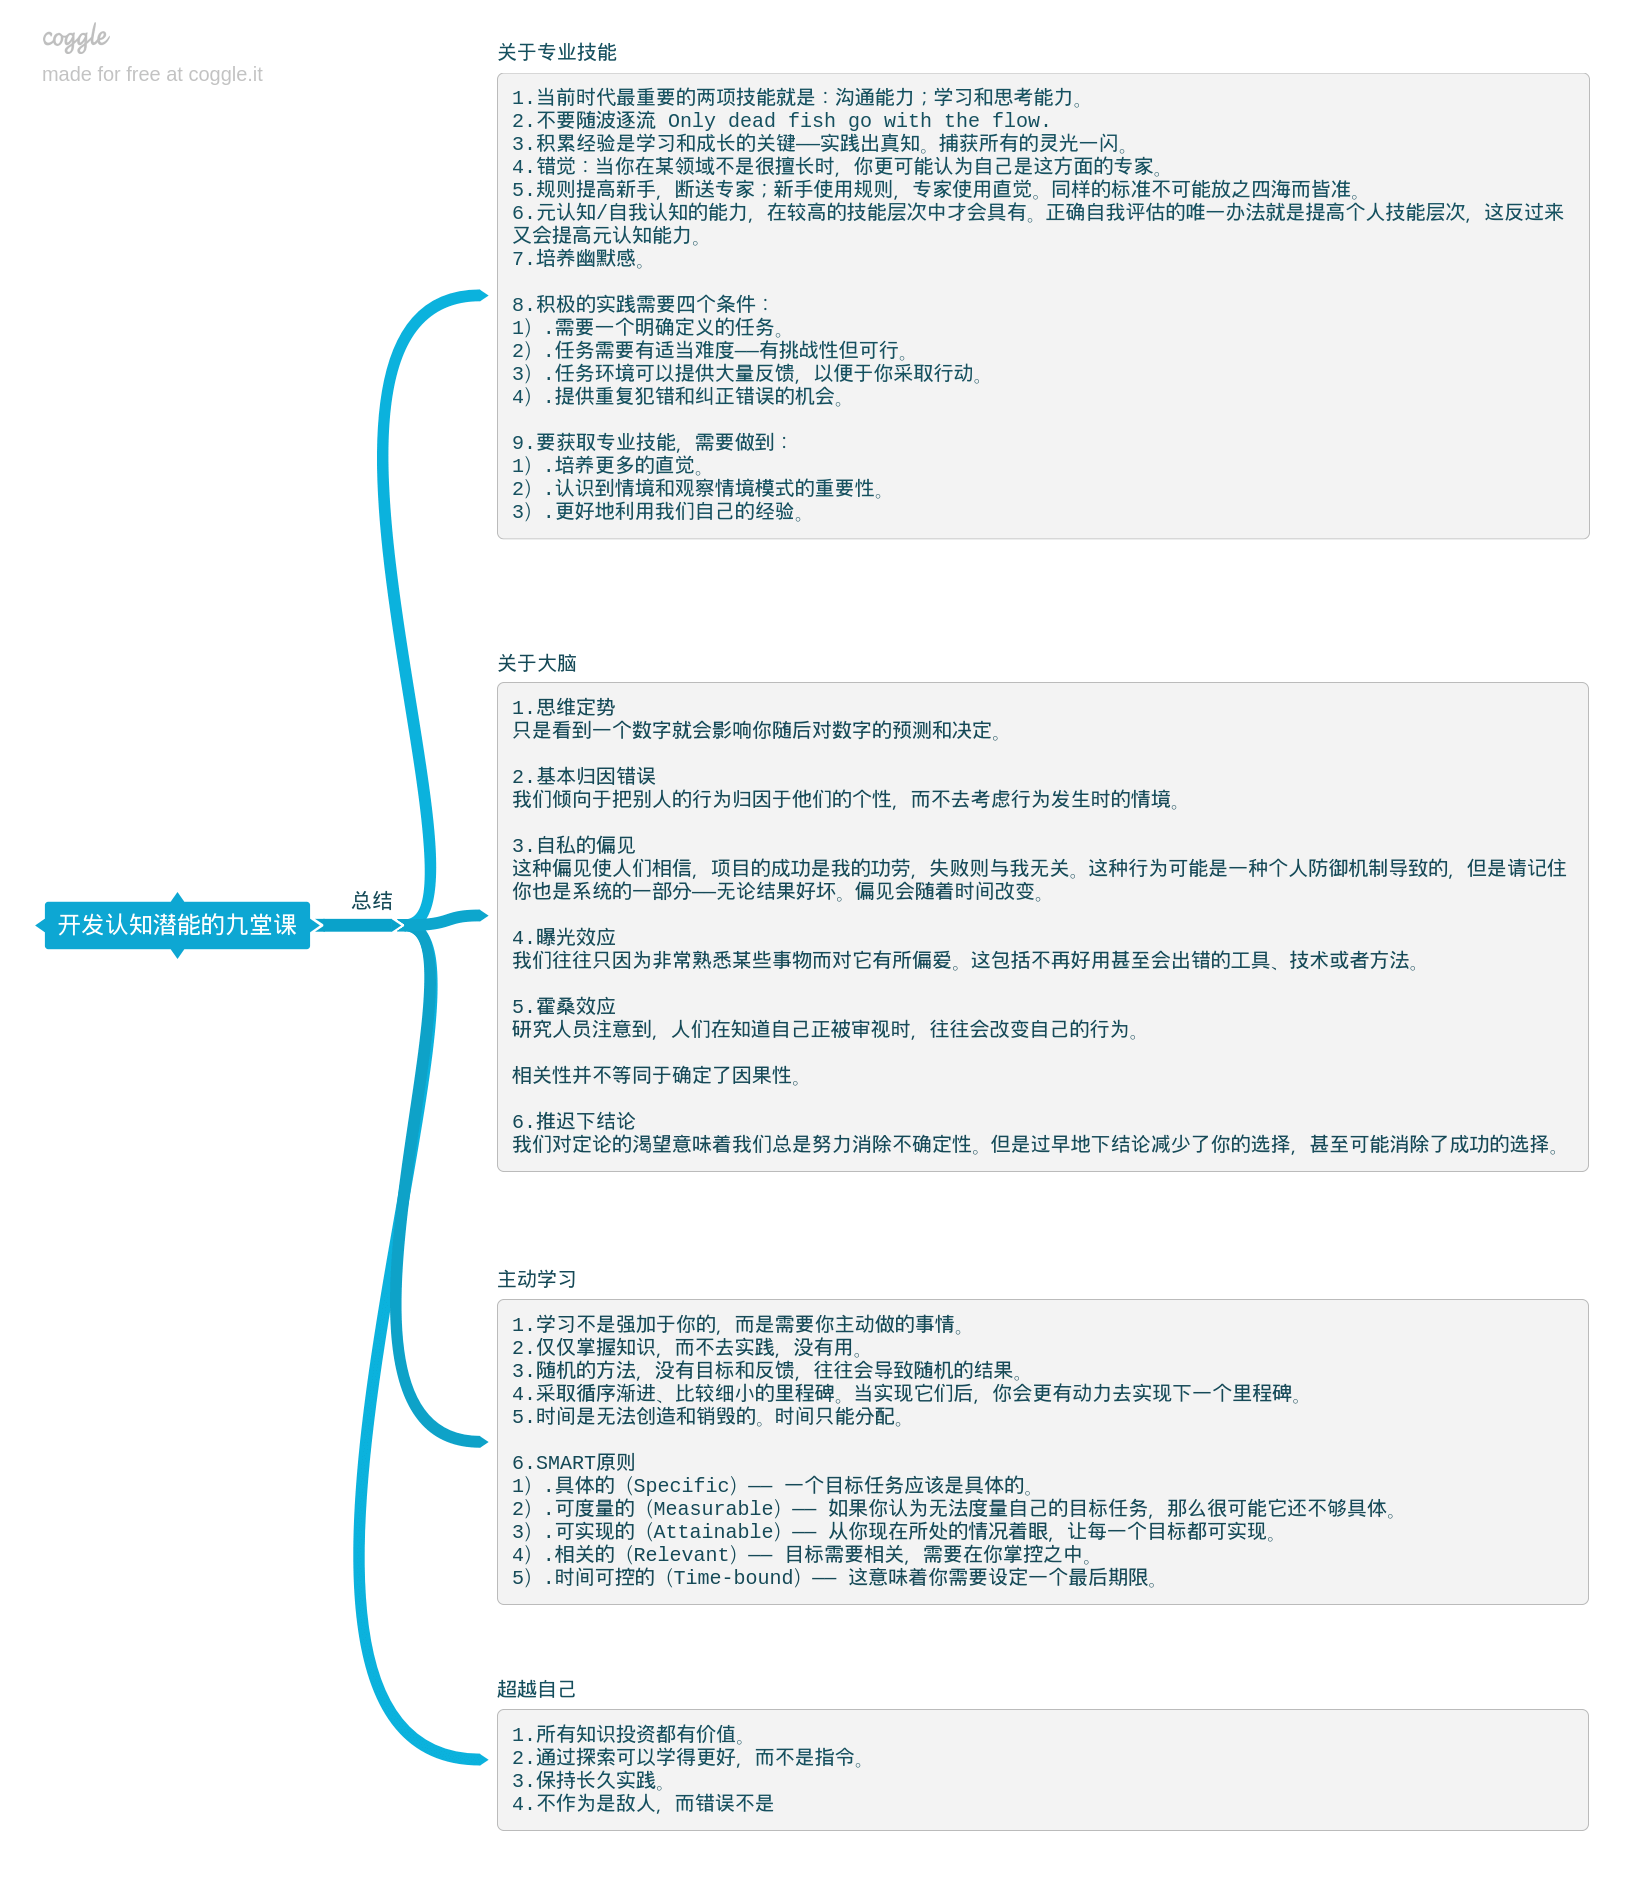 coggle
made for free at coggle.it
关于专业技能
1.当前时代最重要的两项技能就是：沟通能力；学习和思考能力。
2.不要随波逐流 Only dead fish go with the flow.
3.积累经验是学习和成长的关键——实践出真知。捕获所有的灵光一闪。
4.错觉：当你在某领域不是很擅长时，你更可能认为自己是这方面的专家。
5.规则提高新手，断送专家；新手使用规则，专家使用直觉。同样的标准不可能放之四海而皆准。
6.元认知/自我认知的能力，在较高的技能层次中才会具有。正确自我评估的唯一办法就是提高个人技能层次，这反过来
又会提高元认知能力。
7.培养幽默感。
8.积极的实践需要四个条件：
1）.需要一个明确定义的任务。
2）.任务需要有适当难度——有挑战性但可行。
3）.任务环境可以提供大量反馈，以便于你采取行动。
4）.提供重复犯错和纠正错误的机会。
9.要获取专业技能，需要做到：
1）.培养更多的直觉。
2）.认识到情境和观察情境模式的重要性。
3）.更好地利用我们自己的经验。
关于大脑
1.思维定势
只是看到一个数字就会影响你随后对数字的预测和决定。
2.基本归因错误
我们倾向于把别人的行为归因于他们的个性，而不去考虑行为发生时的情境。
3.自私的偏见
这种偏见使人们相信，项目的成功是我的功劳，失败则与我无关。这种行为可能是一种个人防御机制导致的，但是请记住
你也是系统的一部分——无论结果好坏。偏见会随着时间改变。
4.曝光效应
我们往往只因为非常熟悉某些事物而对它有所偏爱。这包括不再好用甚至会出错的工具、技术或者方法。
5.霍桑效应
研究人员注意到，人们在知道自己正被审视时，往往会改变自己的行为。
相关性并不等同于确定了因果性。
6.推迟下结论
我们对定论的渴望意味着我们总是努力消除不确定性。但是过早地下结论减少了你的选择，甚至可能消除了成功的选择。
总结
开发认知潜能的九堂课
主动学习
1.学习不是强加于你的，而是需要你主动做的事情。
2.仅仅掌握知识，而不去实践，没有用。
3.随机的方法，没有目标和反馈，往往会导致随机的结果。
4.采取循序渐进、比较细小的里程碑。当实现它们后，你会更有动力去实现下一个里程碑。
5.时间是无法创造和销毁的。时间只能分配。
6.SMART原则
1）.具体的（Specific）—— 一个目标任务应该是具体的。
2）.可度量的（Measurable）—— 如果你认为无法度量自己的目标任务，那么很可能它还不够具体。
3）.可实现的（Attainable）—— 从你现在所处的情况着眼，让每一个目标都可实现。
4）.相关的（Relevant）—— 目标需要相关，需要在你掌控之中。
5）.时间可控的（Time-bound）—— 这意味着你需要设定一个最后期限。
超越自己
1.所有知识投资都有价值。
2.通过探索可以学得更好，而不是指令。
3.保持长久实践。
4.不作为是敌人，而错误不是